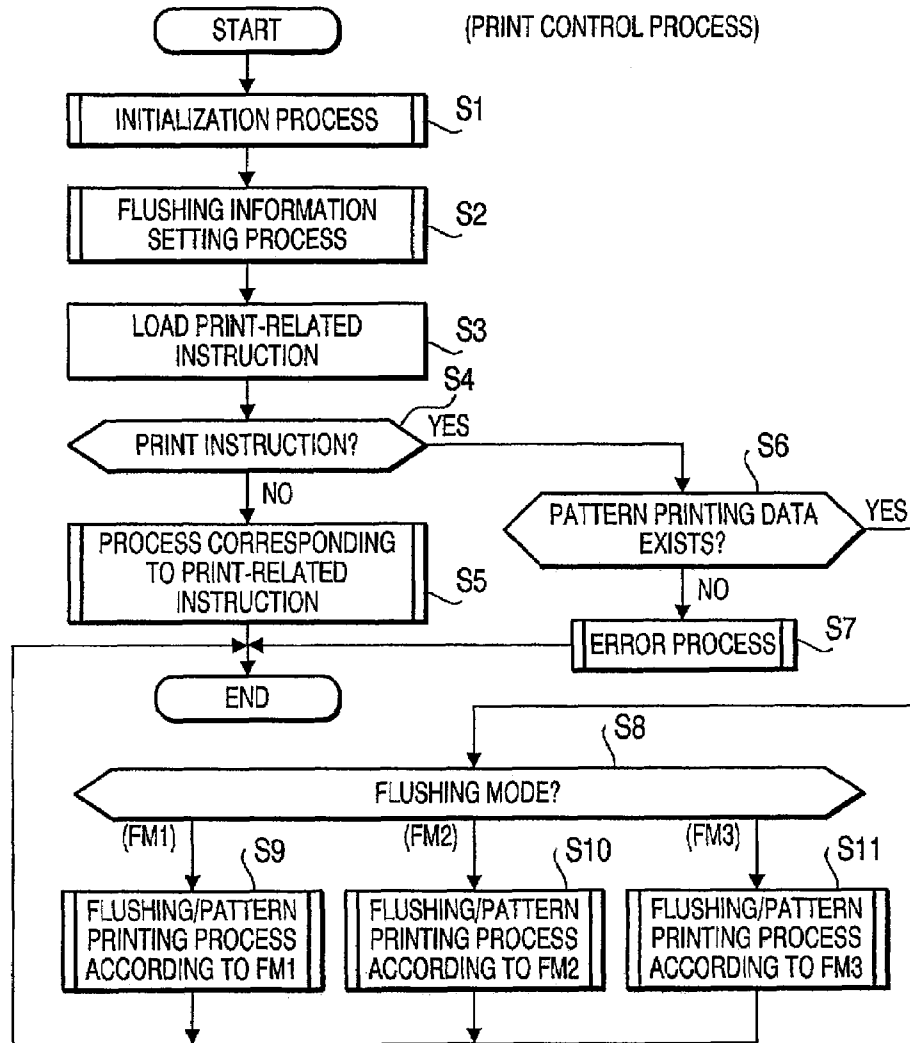 START
(PRINT CONTROL PROCESS)
INITIALIZATION PROCESS
S1
FLUSHING INFORMATION
SETTING PROCESS
S2
LOAD PRINT-RELATED
INSTRUCTION
S3
S4
PRINT INSTRUCTION?
YES
NO
S6
PATTERN PRINTING DATA
EXISTS?
YES
NO
PROCESS CORRESPONDING
TO PRINT-RELATED
INSTRUCTION
S5
ERROR PROCESS
S7
END
S8
FLUSHING MODE?
(FM1)
(FM2)
(FM3)
S9
S10
S11
FLUSHING/PATTERN
PRINTING PROCESS
ACCORDING TO FM1
FLUSHING/PATTERN
PRINTING PROCESS
ACCORDING TO FM2
FLUSHING/PATTERN
PRINTING PROCESS
ACCORDING TO FM3